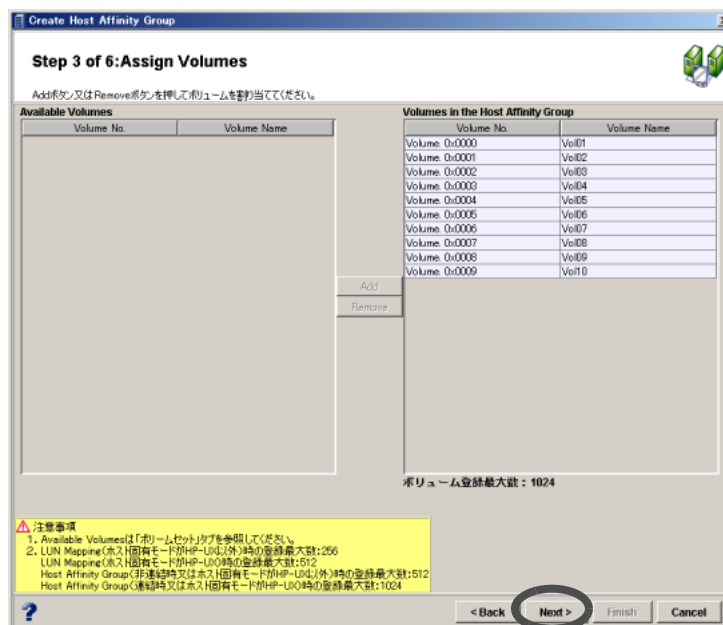 Create Host Affinity Group
Step 3 of 6:Assign Volumes
Addボタン又はRemoveボタンを押してボリュームを割り当ててください。
Available Volumes
Volume No. Volume Name
Volumes in the Host Affinity Group
Volume No. Volume Name
Volume. 0x0000 Vol01
Volume. 0x0001 Vol02
Volume. 0x0002 Vol03
Volume. 0x0003 Vol04
Volume. 0x0004 Vol05
Volume. 0x0005 Vol06
Volume. 0x0006 Vol07
Volume. 0x0007 Vol08
Volume. 0x0008 Vol09
Volume. 0x0009 Vol10
Add
Remove
ボリューム登録最大数：1024
注意事項
1. Available Volumesは「ボリームセット」タブを参照してください。
2. LUN Mapping(ホスト固有モードがHP-UX以外)時の登録最大数:256
LUN Mapping(ホスト固有モードがHP-UX)時の登録最大数:512
Host Affinity Group(非連結時又はホスト固有モードがHP-UX以外)時の登録最大数:512
Host Affinity Group(連結時又はホスト固有モードがHP-UX)時の登録最大数:1024
?
< Back Next > Finish Cancel